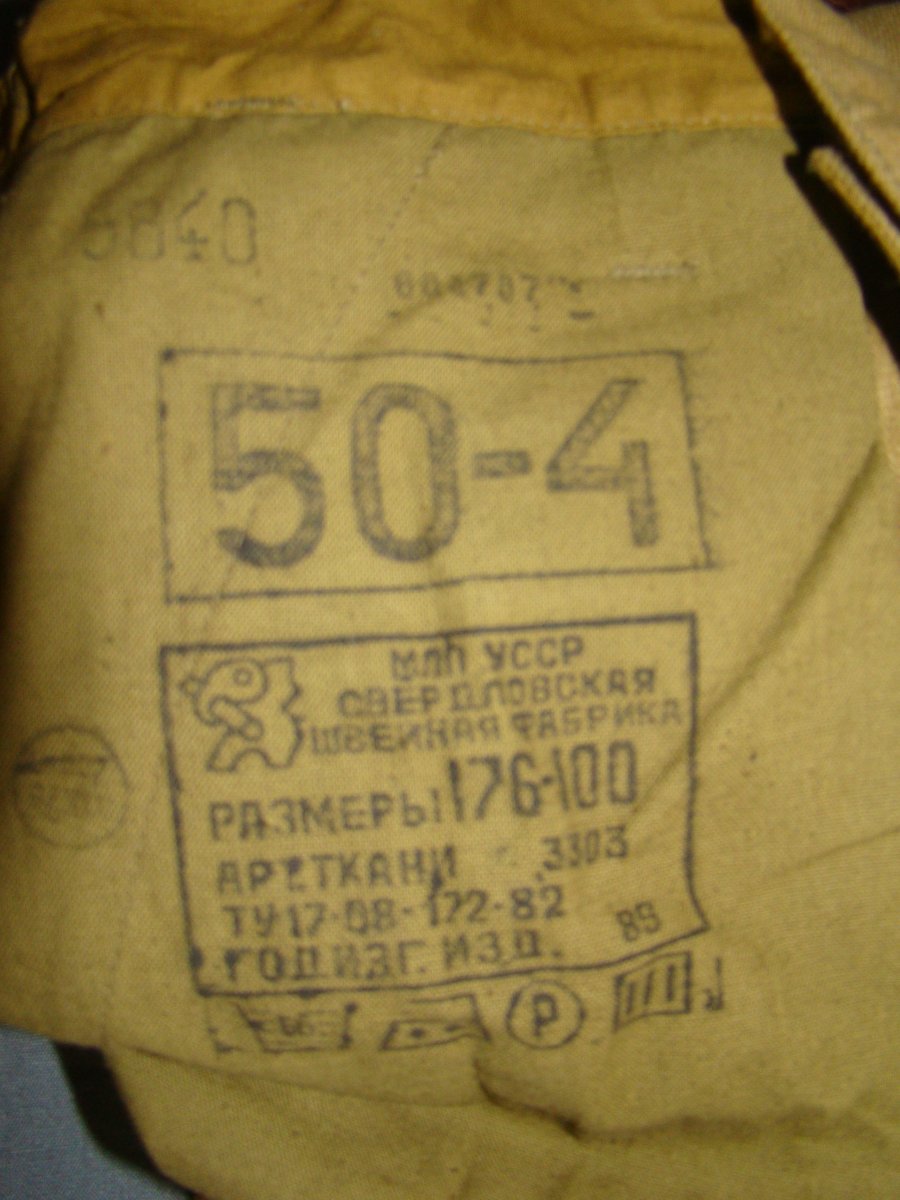 5840
50-4
МЛП УССР
СВЕРДЛОВСКАЯ
ШВЕЙНАЯ ФАБРИКА
РАЗМЕРЫ 176-100
АРТ.ТКАНИ 3303
ТУ17-08-172-82
ГОД ИЗГ. ИЗД. 89
P